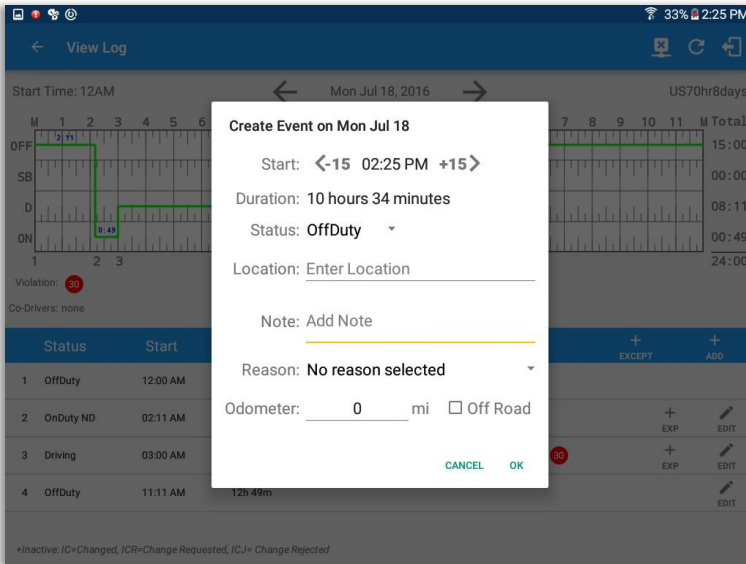 33% 2:25 PM
View Log
Start Time: 12AM Mon Jul 18, 2016 US70hr8days
M 1 2 3 4 5 6 7 8 9 10 11 M Total
OFF 2:11 15:00
SB 00:00
D 08:11
ON 0:49 00:49
1 2 3 24:00
Violation: 30
Co-Drivers: none
Create Event on Mon Jul 18
Start: -15 02:25 PM +15
Duration: 10 hours 34 minutes
Status: OffDuty
Location: Enter Location
Note: Add Note
Reason: No reason selected
Odometer: 0 mi Off Road
CANCEL OK
Status Start + EXCEPT + ADD
1 OffDuty 12:00 AM
2 OnDuty ND 02:11 AM + EXP EDIT
3 Driving 03:00 AM 30 + EXP EDIT
4 OffDuty 11:11 AM 12h 49m EDIT
+Inactive: IC=Changed, ICR=Change Requested, ICJ= Change Rejected